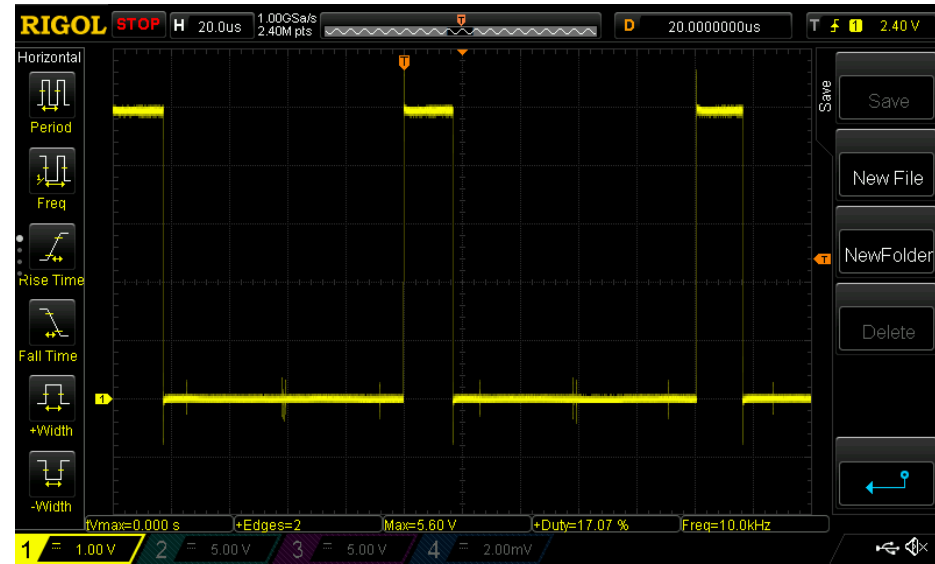 RIGOL STOP H 20.0us 1.00GSa/s 2.40M pts D 20.0000000us T 1 2.40 V
Horizontal
Period
Freq
Rise Time
Fall Time
+Width
-Width
T
T
1
Save
Save
New File
NewFolder
Delete
tVmax=0.000 s +Edges=2 Max=5.60 V +Duty=17.07 % Freq=10.0kHz
1 1.00 V 2 5.00 V 3 5.00 V 4 2.00mV